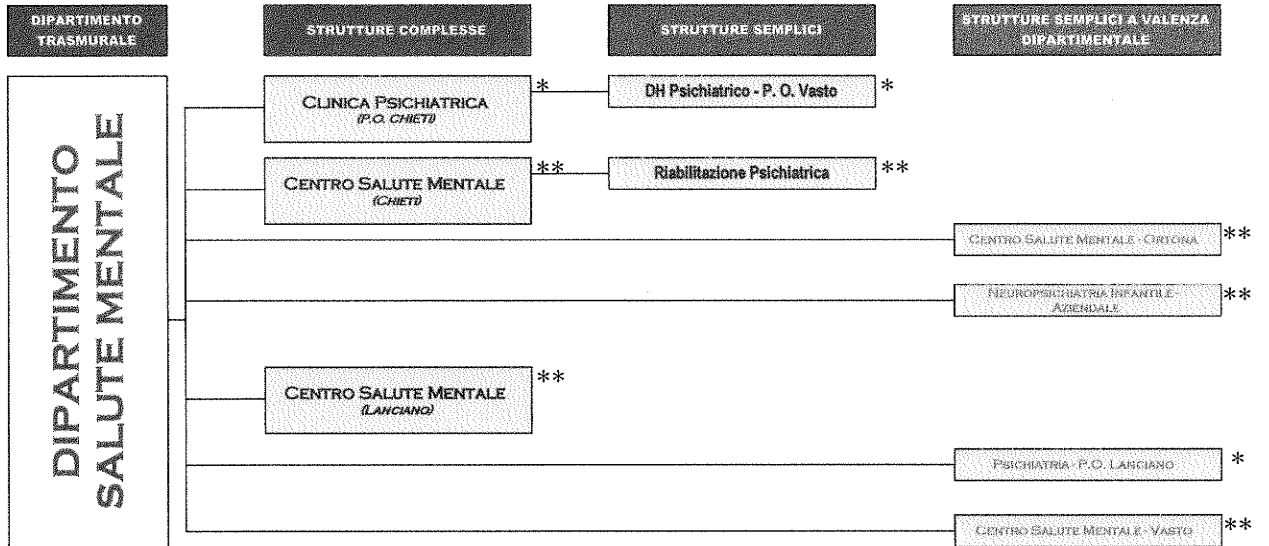 DIPARTIMENTO
TRASMURALE
STRUTTURE COMPLESSE
STRUTTURE SEMPLICI
STRUTTURE SEMPLICI A VALENZA
DIPARTIMENTALE
DIPARTIMENTO
SALUTE MENTALE
CLINICA PSICHIATRICA
(P.O. CHIETI)
*
DH Psichiatrico - P. O. Vasto
*
CENTRO SALUTE MENTALE
(CHIETI)
**
Riabilitazione Psichiatrica
**
CENTRO SALUTE MENTALE - ORTONA
**
NEUROPSICHIATRIA INFANTILE -
AZIENDALE
**
CENTRO SALUTE MENTALE
(LANCIANO)
**
PSICHIATRIA - P.O. LANCIANO
*
CENTRO SALUTE MENTALE - VASTO
**